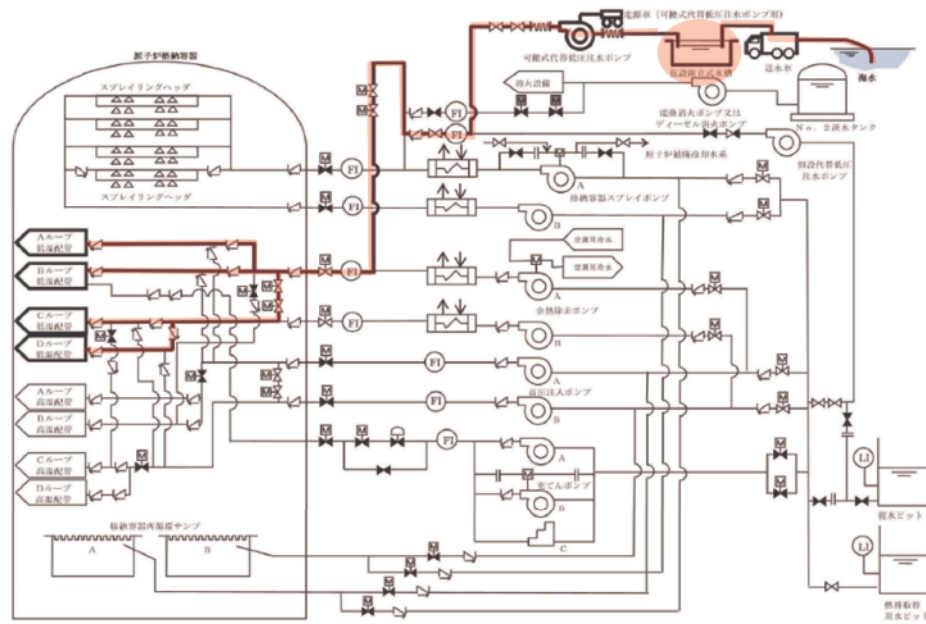 電源車（可搬式代替低圧注水ポンプ用）
原子炉格納容器
可搬式代替低圧注水ポンプ
仮設組立式水槽
送水車
海水
スプレイリングヘッダ
消火設備
FI
電動消火ポンプ又は
ディーゼル消火ポンプ
No. 2淡水タンク
FI
原子炉補機冷却水系
恒設代替低圧
注水ポンプ
M
M
FI
A
格納容器スプレイポンプ
スプレイリングヘッダ
M
FI
B
M
Aループ
低温配管
空調用冷水
空調用冷水
Bループ
低温配管
M
FI
M
A
余熱除去ポンプ
M
M
Cループ
低温配管
M
M
FI
B
M
Dループ
低温配管
M
FI
A
高圧注入ポンプ
M
M
M
Aループ
高温配管
M
FI
B
M
Bループ
高温配管
M
M
M
FI
A
M
LI
Cループ
高温配管
M
充てんポンプ
M
B
M
Dループ
高温配管
復水ピット
格納容器再循環サンプ
A
B
C
M
M
LI
M
M
燃料取替
用水ピット